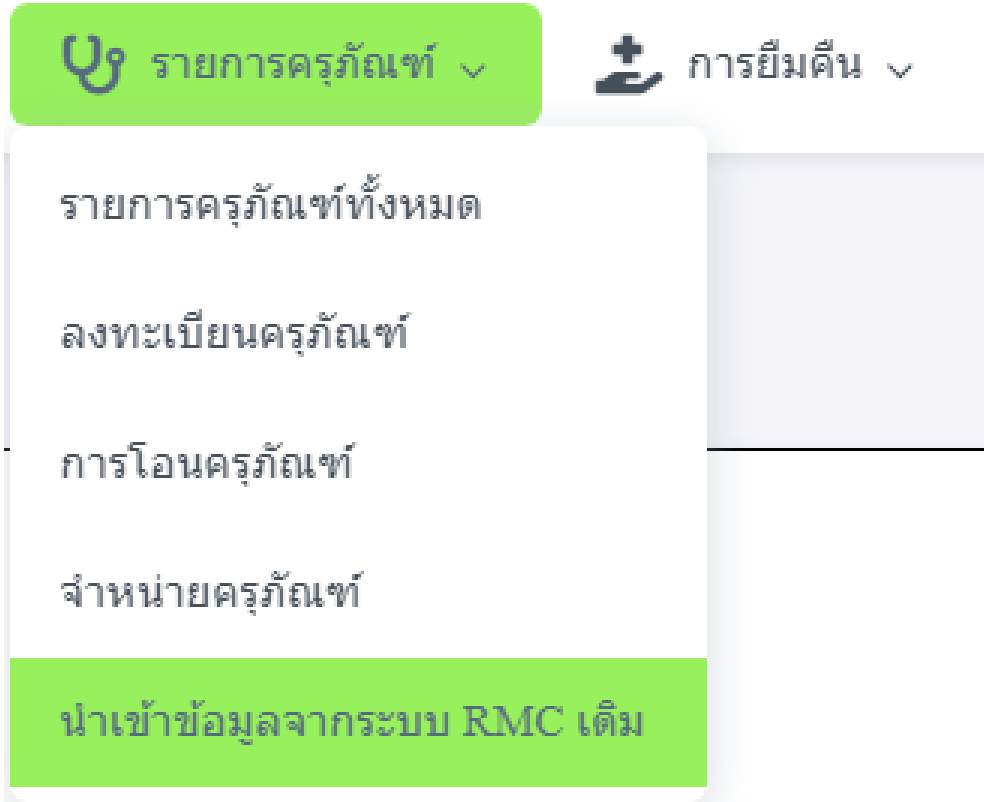 รายการครุภัณฑ์ การยืมคืน
รายการครุภัณฑ์ทั้งหมด
ลงทะเบียนครุภัณฑ์
การโอนครุภัณฑ์
จำหน่ายครุภัณฑ์
นำเข้าข้อมูลจากระบบ RMC เดิม